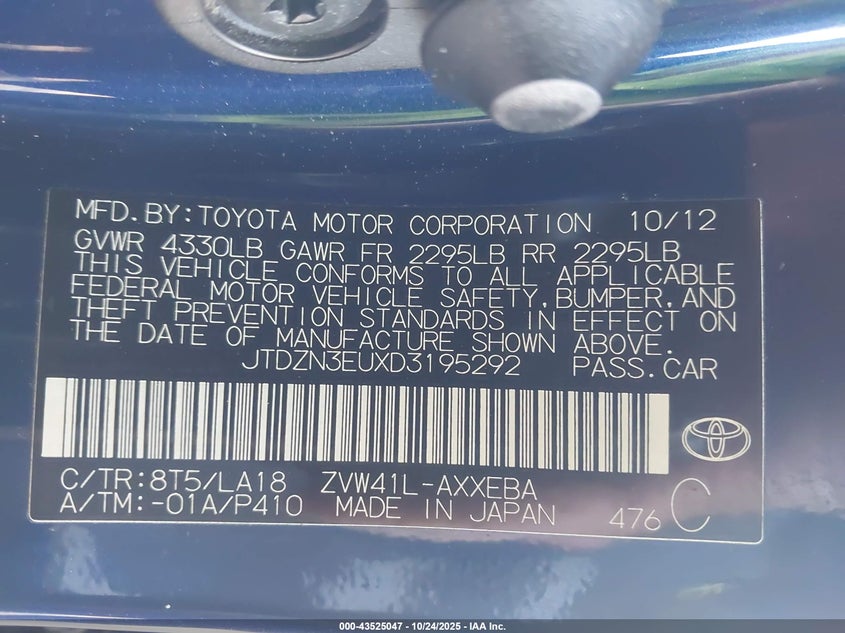 MFD.BY:TOYOTA MOTOR CORPORATION 10/12
GVWR 4330LB GAWR FR 2295LB RR 2295LB
THIS VEHICLE CONFORMS TO ALL APPLICABLE
FEDERAL MOTOR VEHICLE SAFETY,BUMPER,AND
THEFT PREVENTION STANDARDS IN EFFECT ON
THE DATE OF MANUFACTURE SHOWN ABOVE.
JTDZN3EUXD3195292 PASS.CAR
C/TR:8T5/LA18 ZVW41L-AXXEBA
A/TM:-01A/P410 MADE IN JAPAN 476 C
000-43525047 - 10/24/2025 - IAA Inc.